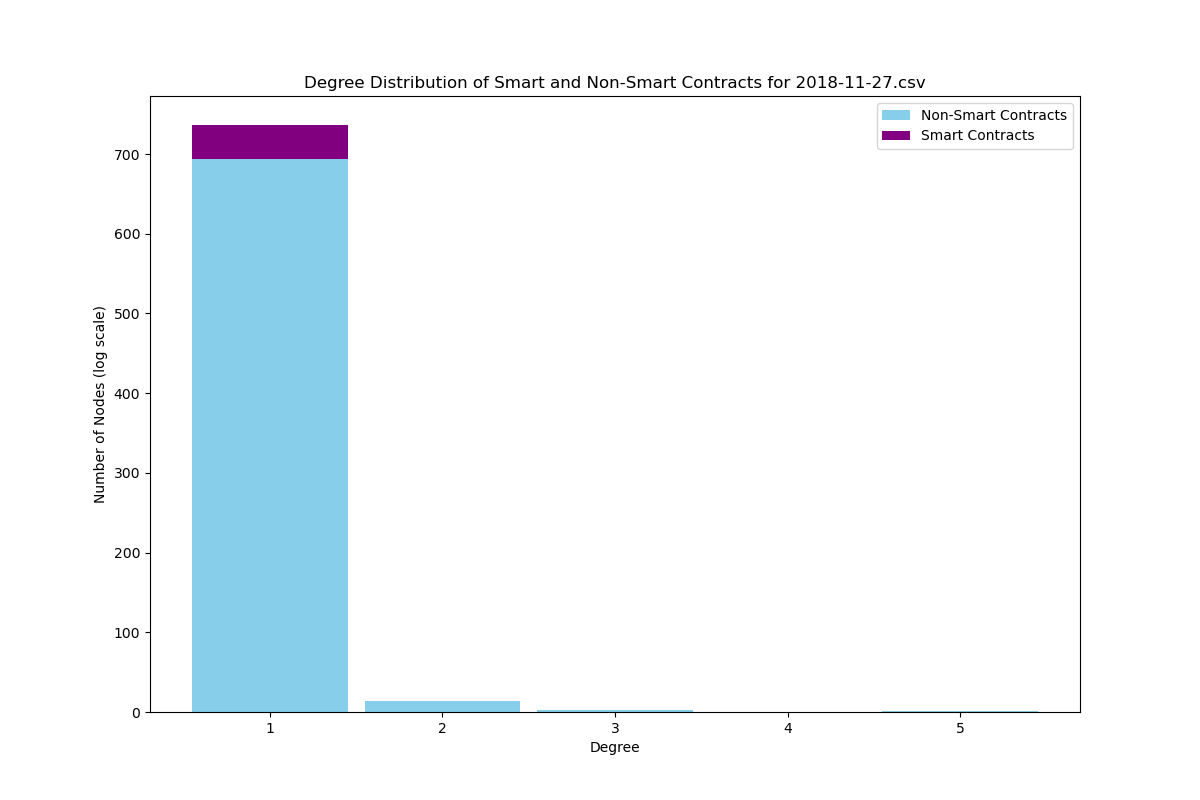 Degree Distribution of Smart and Non-Smart Contracts for 2018-11-27.csv
Non-Smart Contracts
Smart Contracts
700
600
500
400
300
200
100
0
Number of Nodes (log scale)
1 2 3 4 5
Degree